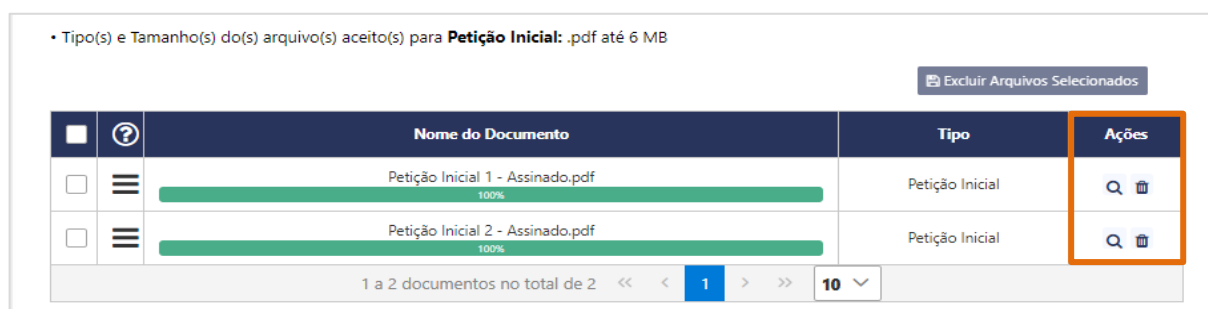 • Tipo(s) e Tamanho(s) do(s) arquivo(s) aceito(s) para Petição Inicial: .pdf até 6 MB
Excluir Arquivos Selecionados
? Nome do Documento Tipo Ações
Petição Inicial 1 - Assinado.pdf
100%
Petição Inicial
Petição Inicial 2 - Assinado.pdf
100%
Petição Inicial
1 a 2 documentos no total de 2 << < 1 > >> 10